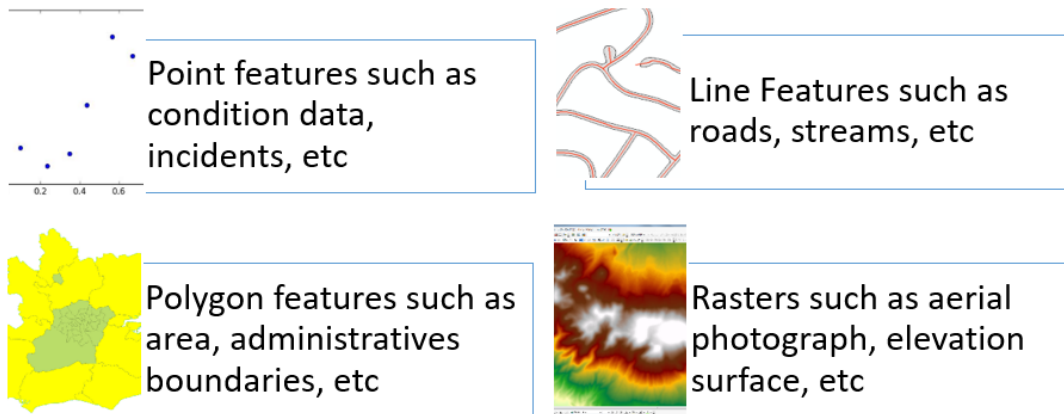 Point features such as
condition data,
incidents, etc
0.2 0.4 0.6
Line Features such as
roads, streams, etc
Polygon features such as
area, administratives
boundaries, etc
Rasters such as aerial
photograph, elevation
surface, etc